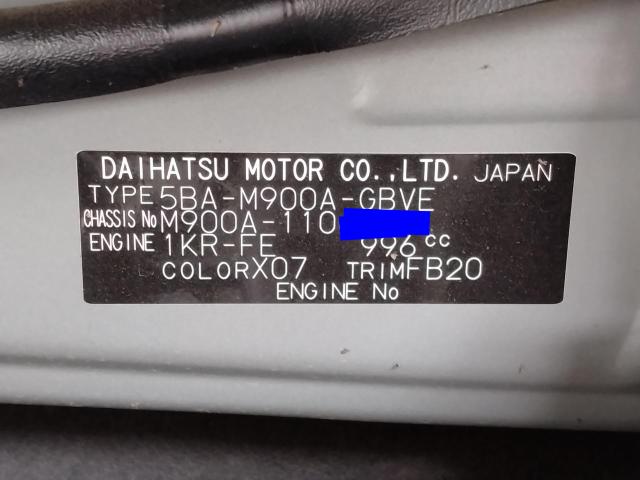 DAIHATSU MOTOR CO.,LTD. JAPAN
TYPE 5BA-M900A-GBVE
CHASSIS No M900A-110
ENGINE 1KR-FE 996 cc
COLOR X07 TRIM FB20
ENGINE No